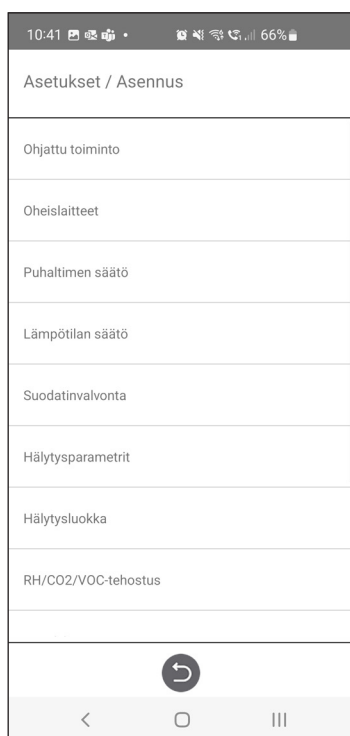 10:41 66%
Asetukset / Asennus
Ohjattu toiminto
Oheislaitteet
Puhaltimen säätö
Lämpötilan säätö
Suodatinvalvonta
Hälytysparametrit
Hälytysluokka
RH/CO2/VOC-tehostus